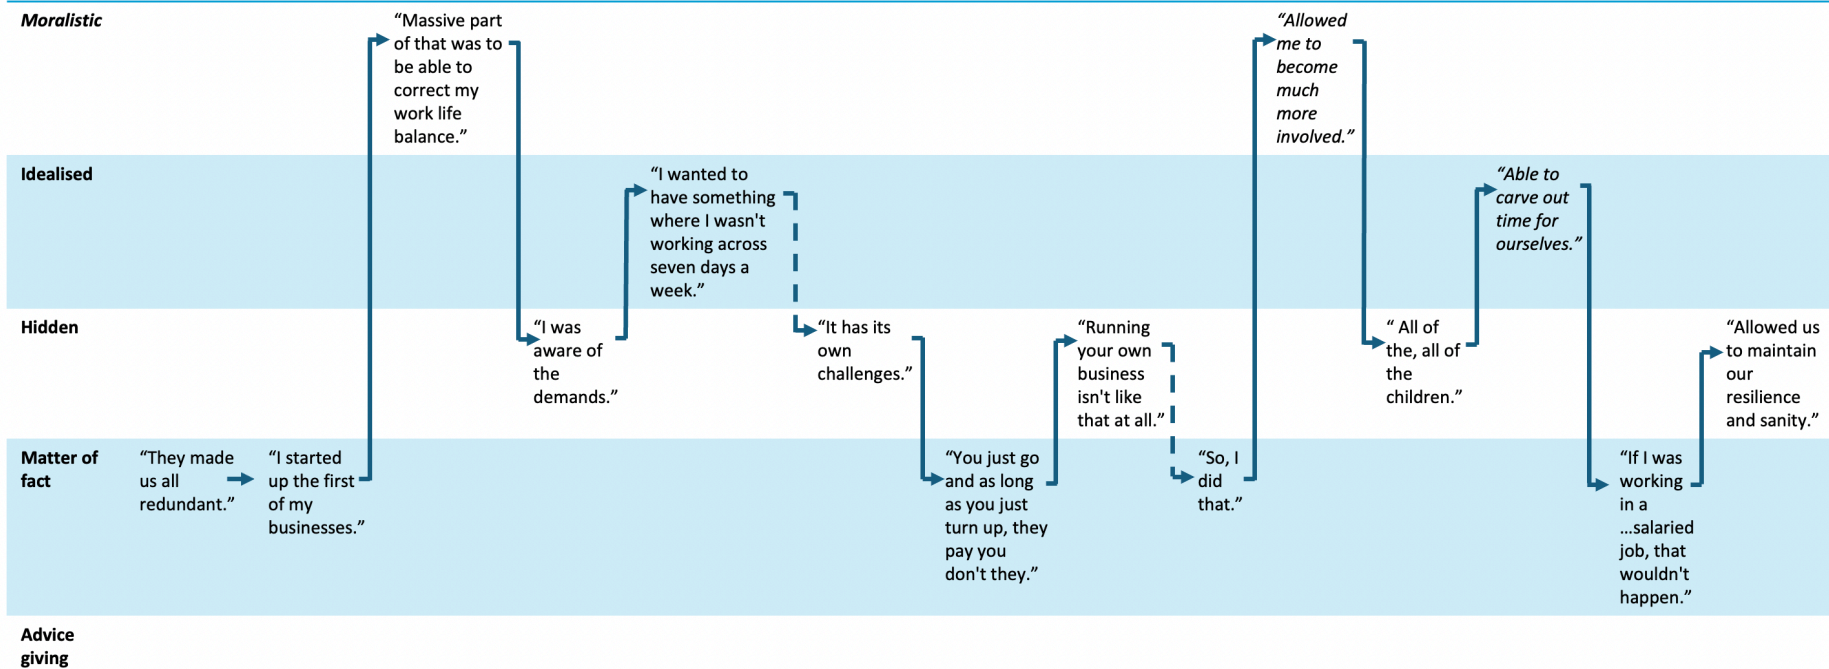 Moralistic
“Massive part
of that was to
be able to
correct my
work life
balance.”
“Allowed
me to
become
much
more
involved.”
Idealised
“I wanted to
have something
where I wasn't
working across
seven days a
week.”
“Able to
carve out
time for
ourselves.”
Hidden
“I was
aware of
the
demands.”
“It has its
own
challenges.”
“Running
your own
business
isn't like
that at all.”
“ All of
the, all of
the
children.”
“Allowed us
to maintain
our
resilience
and sanity.”
Matter of
fact
“They made
us all
redundant.”
“I started
up the first
of my
businesses.”
“You just go
and as long
as you just
turn up, they
pay you
don't they.”
“So, I
did
that.”
“If I was
working
in a
...salaried
job, that
wouldn't
happen.”
Advice
giving